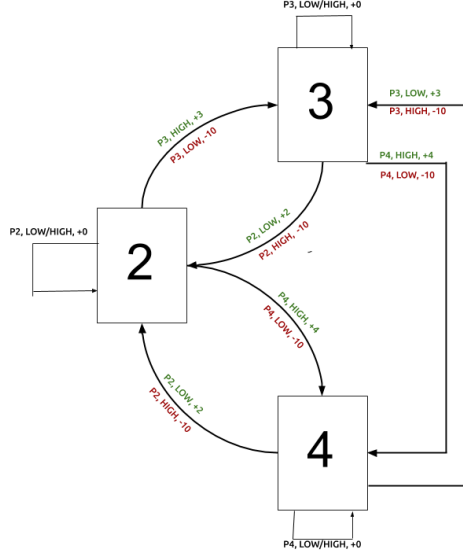 P3, LOW/HIGH, +0
3
P3, LOW, +3
P3, HIGH, -10
P3, HIGH, +3
P3, LOW, -10
P4, HIGH, +4
P4, LOW, -10
P2, LOW/HIGH, +0
2
P2, LOW, +2
P2, HIGH, -10
P4, HIGH, +4
P4, LOW, -10
P2, LOW, +2
P2, HIGH, -10
4
P4, LOW/HIGH, +0